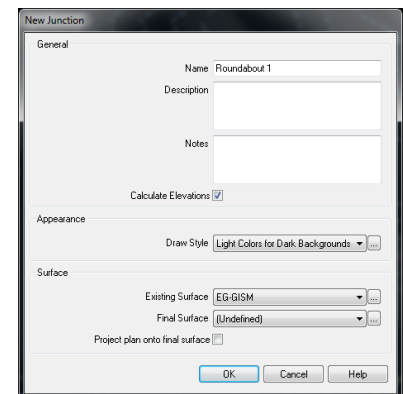 New Junction
General
Name Roundabout 1
Description
Notes
Calculate Elevations
Appearance
Draw Style Light Colors for Dark Backgrounds ...
Surface
Existing Surface EG-GISM ...
Final Surface (Undefined) ...
Project plan onto final surface
OK Cancel Help